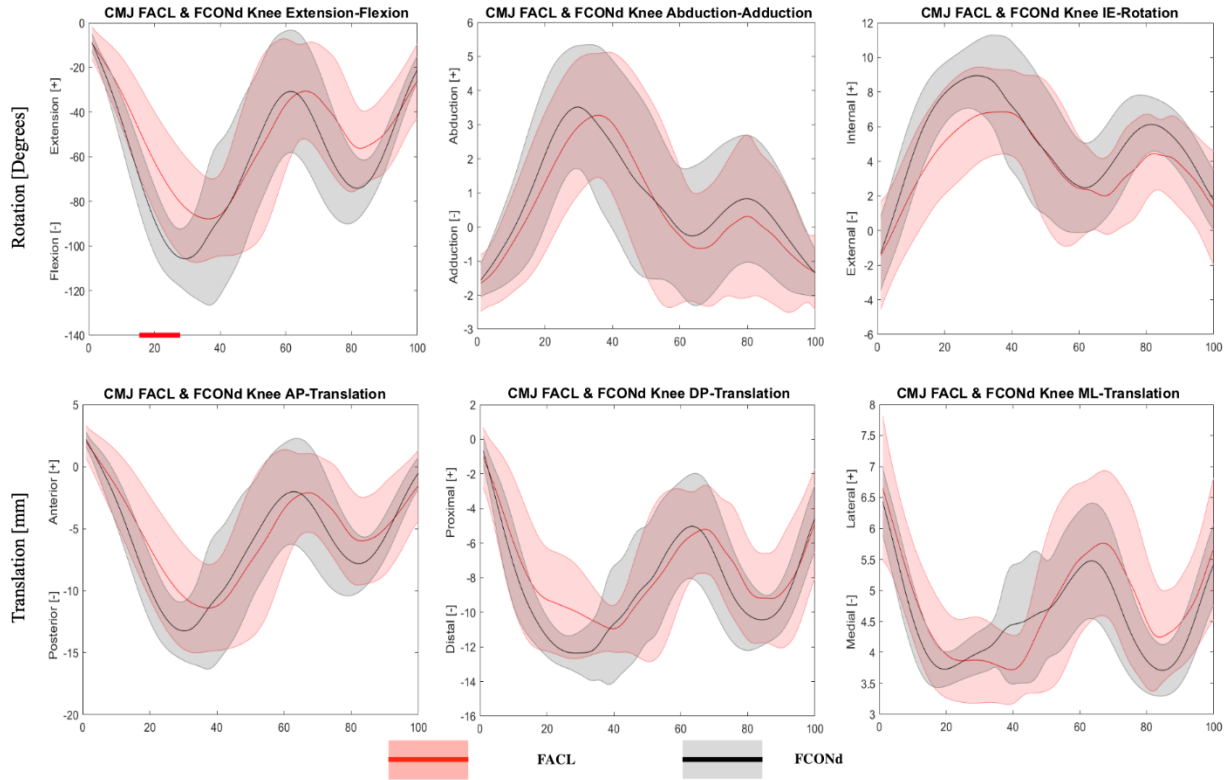 CMJ FACL & FCONd Knee Extension-Flexion
CMJ FACL & FCONd Knee Abduction-Adduction
CMJ FACL & FCONd Knee IE-Rotation
Rotation [Degrees]
Flexion [-] Extension [+]
0
-20
-40
-60
-80
-100
-120
-140
0 20 40 60 80 100
Adduction [-] Abduction [+]
6
5
4
3
2
1
0
-1
-2
-3
0 20 40 60 80 100
External [-] Internal [+]
12
10
8
6
4
2
0
-2
-4
-6
0 20 40 60 80 100
CMJ FACL & FCONd Knee AP-Translation
CMJ FACL & FCONd Knee DP-Translation
CMJ FACL & FCONd Knee ML-Translation
Translation [mm]
Posterior [-] Anterior [+]
5
0
-5
-10
-15
-20
0 20 40 60 80 100
Distal [-] Proximal [+]
2
0
-2
-4
-6
-8
-10
-12
-14
-16
0 20 40 60 80 100
Medial [-] Lateral [+]
8
7.5
7
6.5
6
5.5
5
4.5
4
3.5
3
0 20 40 60 80 100
FACL
FCONd